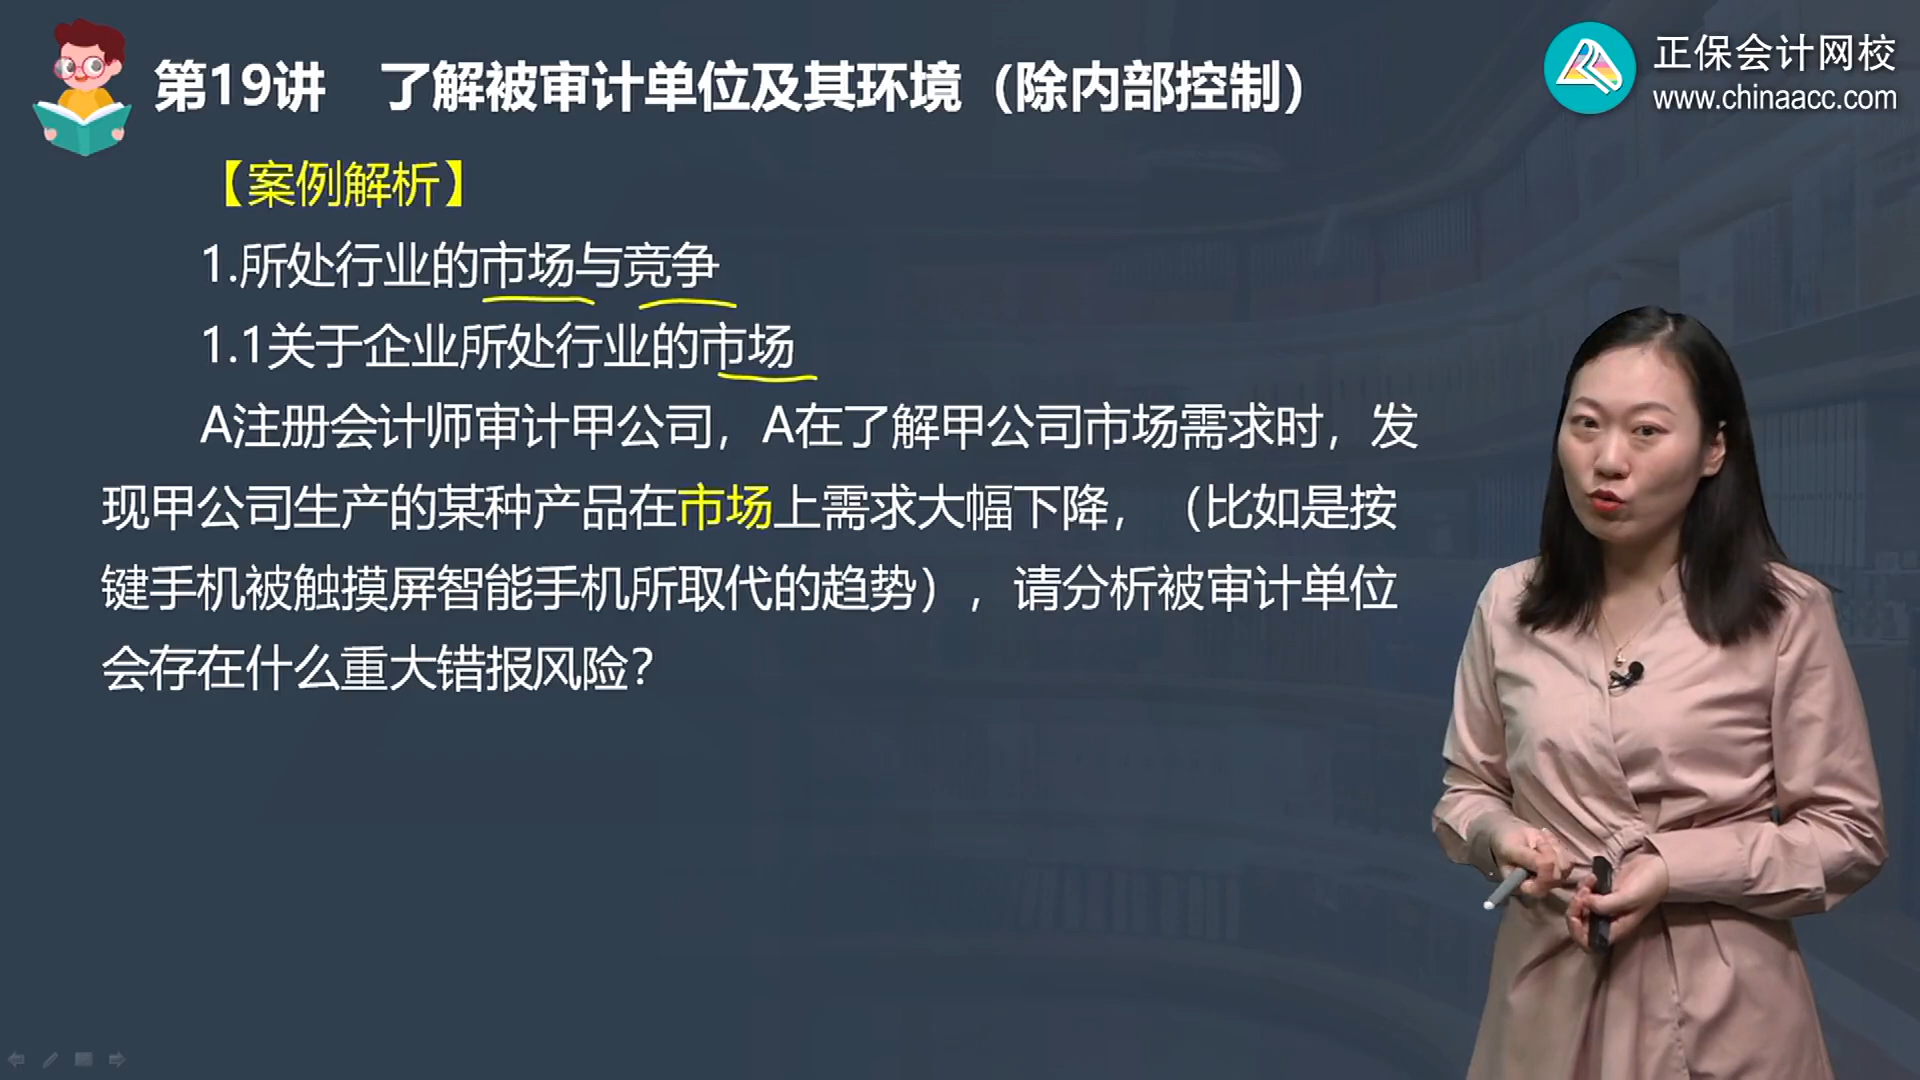 第19讲 了解被审计单位及其环境（除内部控制）
正保会计网校
www.chinaacc.com
【案例解析】
1.所处行业的市场与竞争
1.1关于企业所处行业的市场
A注册会计师审计甲公司，A在了解甲公司市场需求时，发
现甲公司生产的某种产品在市场上需求大幅下降，（比如是按
键手机被触摸屏智能手机所取代的趋势），请分析被审计单位
会存在什么重大错报风险？